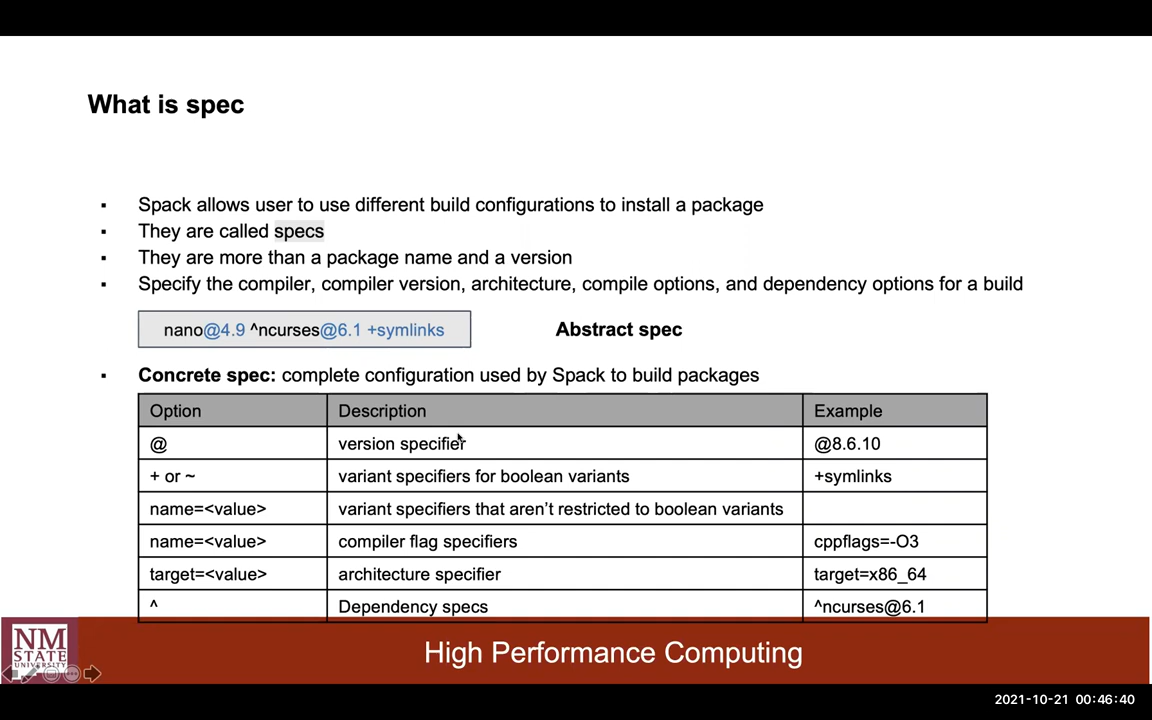 What is spec
▪ Spack allows user to use different build configurations to install a package
▪ They are called specs
▪ They are more than a package name and a version
▪ Specify the compiler, compiler version, architecture, compile options, and dependency options for a build
nano@4.9 ^ncurses@6.1 +symlinks Abstract spec
▪ Concrete spec: complete configuration used by Spack to build packages
Option Description Example
@ version specifier @8.6.10
+ or ~ variant specifiers for boolean variants +symlinks
name=<value> variant specifiers that aren't restricted to boolean variants
name=<value> compiler flag specifiers cppflags=-O3
target=<value> architecture specifier target=x86_64
^ Dependency specs ^ncurses@6.1
NM
STATE
UNIVERSITY
High Performance Computing
2021-10-21 00:46:40